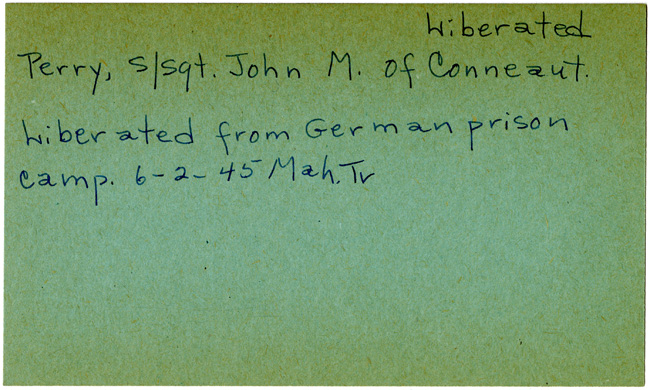 Liberated
Perry, S/Sgt. John M. of Conneaut.
Liberated from German prison
camp. 6-2-45 Mah. Tr